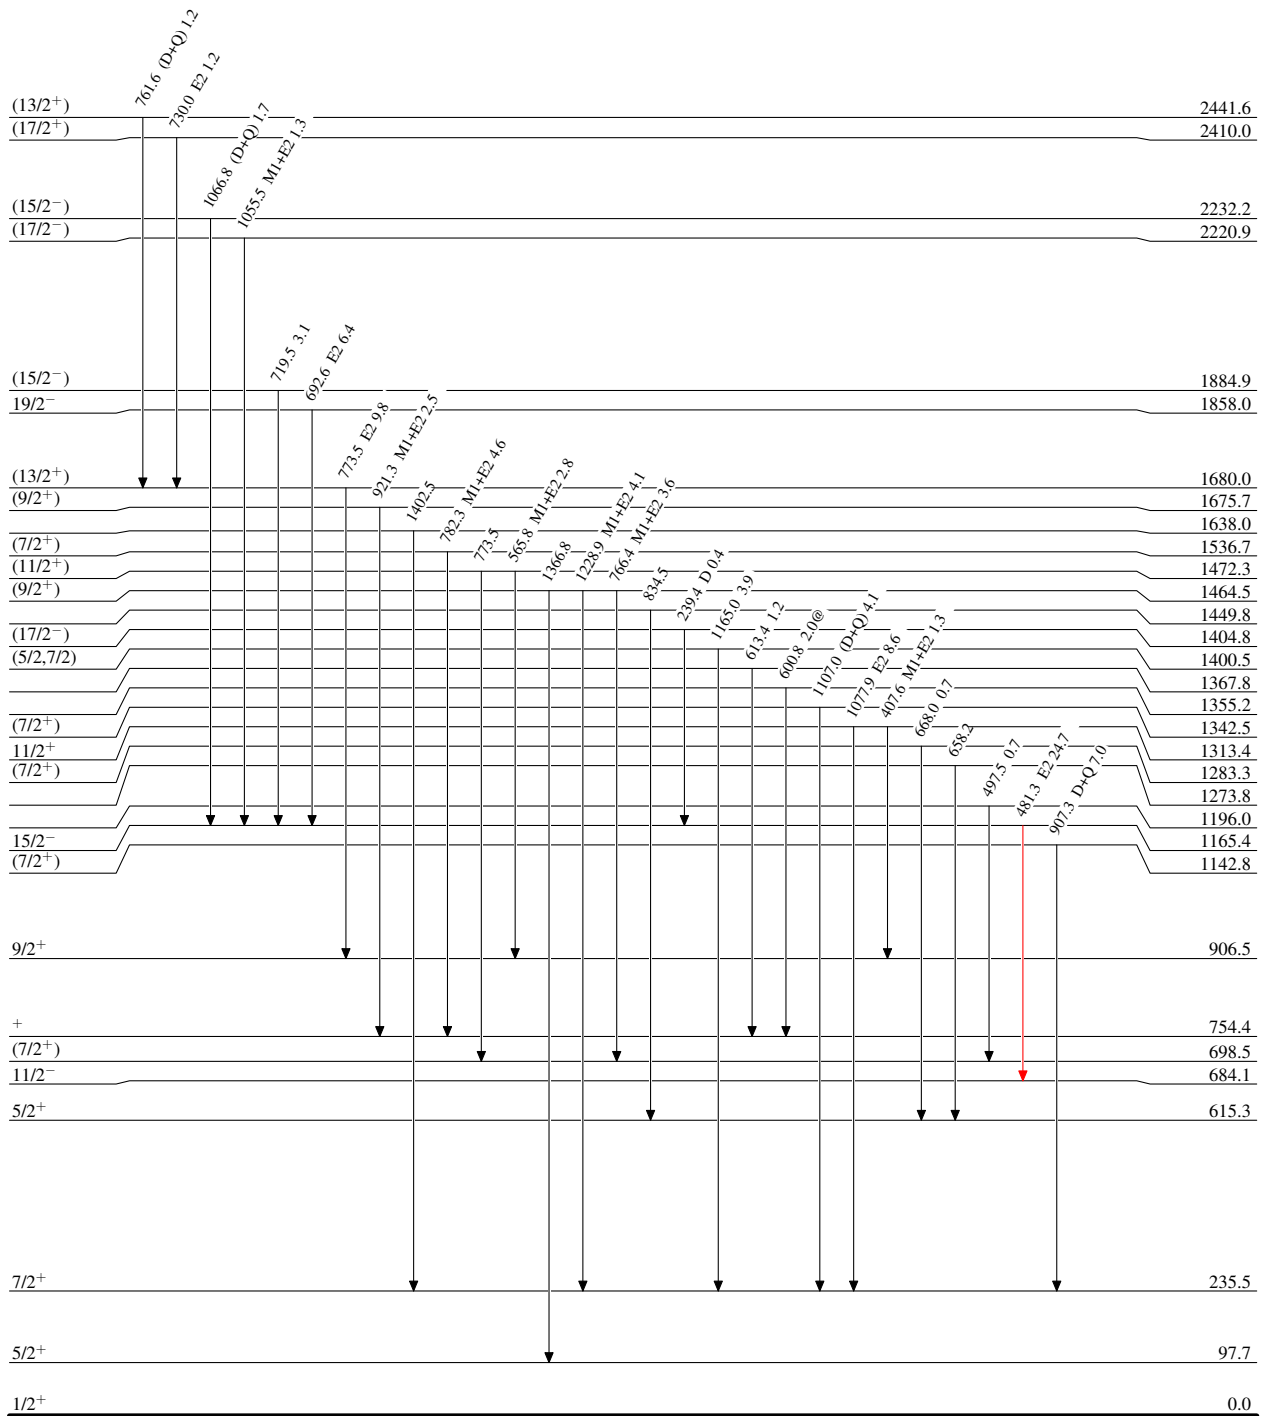 761.6 (D+Q) 1.2
730.0 E2 1.2
1066.8 (D+Q) 1.7
1055.5 M1+E2 1.3
719.5 3.1
692.6 E2 6.4
773.5 E2 9.8
921.3 M1+E2 2.5
1402.5
782.3 M1+E2 4.6
773.5
565.8 M1+E2 2.8
1366.8
1228.9 M1+E2 4.1
766.4 M1+E2 3.6
834.5
239.4 D 0.4
1165.0 3.9
613.4 1.2
600.8 2.0@
1107.0 (D+Q) 4.1
1077.9 E2 8.6
407.6 M1+E2 1.3
668.0 0.7
658.2
497.5 0.7
481.3 E2 24.7
907.3 D+Q 7.0
(13/2+) 2441.6
(17/2+) 2410.0
(15/2−) 2232.2
(17/2−) 2220.9
(15/2−) 1884.9
19/2− 1858.0
(13/2+) 1680.0
(9/2+) 1675.7
1638.0
(7/2+) 1536.7
(11/2+) 1472.3
(9/2+) 1464.5
1449.8
(17/2−) 1404.8
(5/2,7/2) 1400.5
1367.8
1355.2
(7/2+) 1342.5
11/2+ 1313.4
(7/2+) 1283.3
1273.8
1196.0
15/2− 1165.4
(7/2+) 1142.8
9/2+ 906.5
+ 754.4
(7/2+) 698.5
11/2− 684.1
5/2+ 615.3
7/2+ 235.5
5/2+ 97.7
1/2+ 0.0